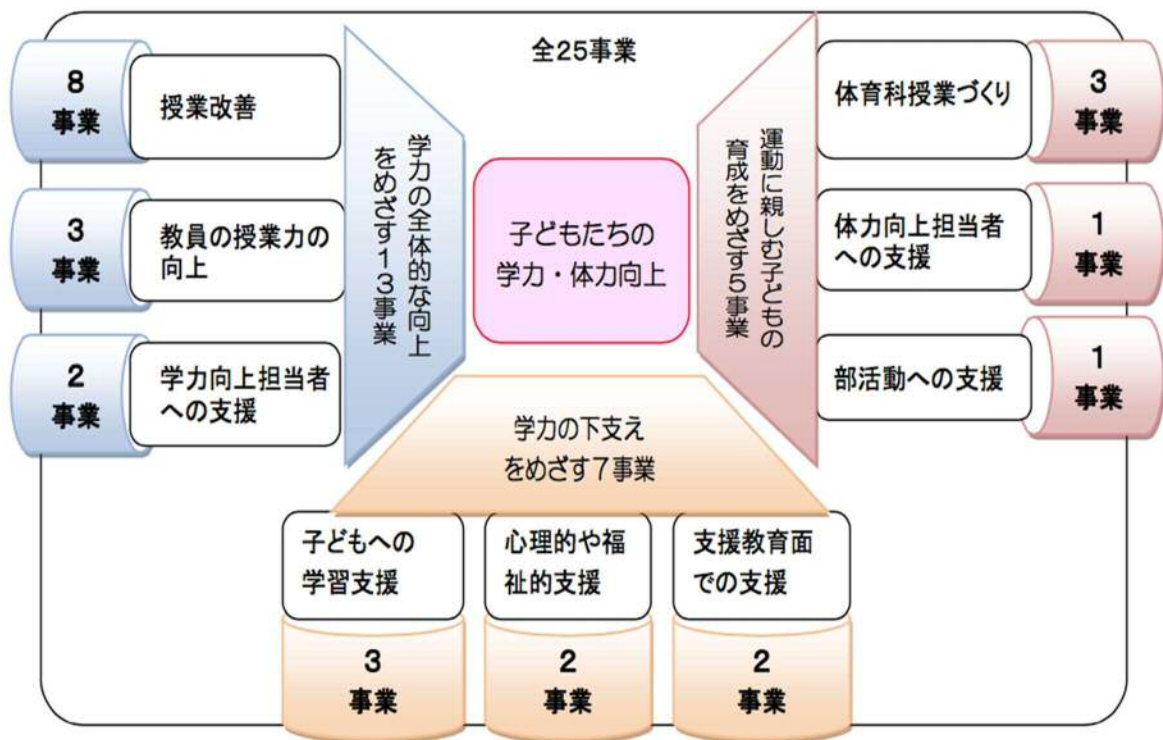 全25事業
8
事業
授業改善
3
事業
教員の授業力の
向上
2
事業
学力向上担当者
への支援
学力の全体的な向上
をめざす13事業
子どもたちの
学力・体力向上
運動に親しむ子どもの
育成をめざす5事業
体育科授業づくり
3
事業
体力向上担当者
への支援
1
事業
部活動への支援
1
事業
学力の下支え
をめざす7事業
子どもへの
学習支援
3
事業
心理的や福
祉的支援
2
事業
支援教育面
での支援
2
事業